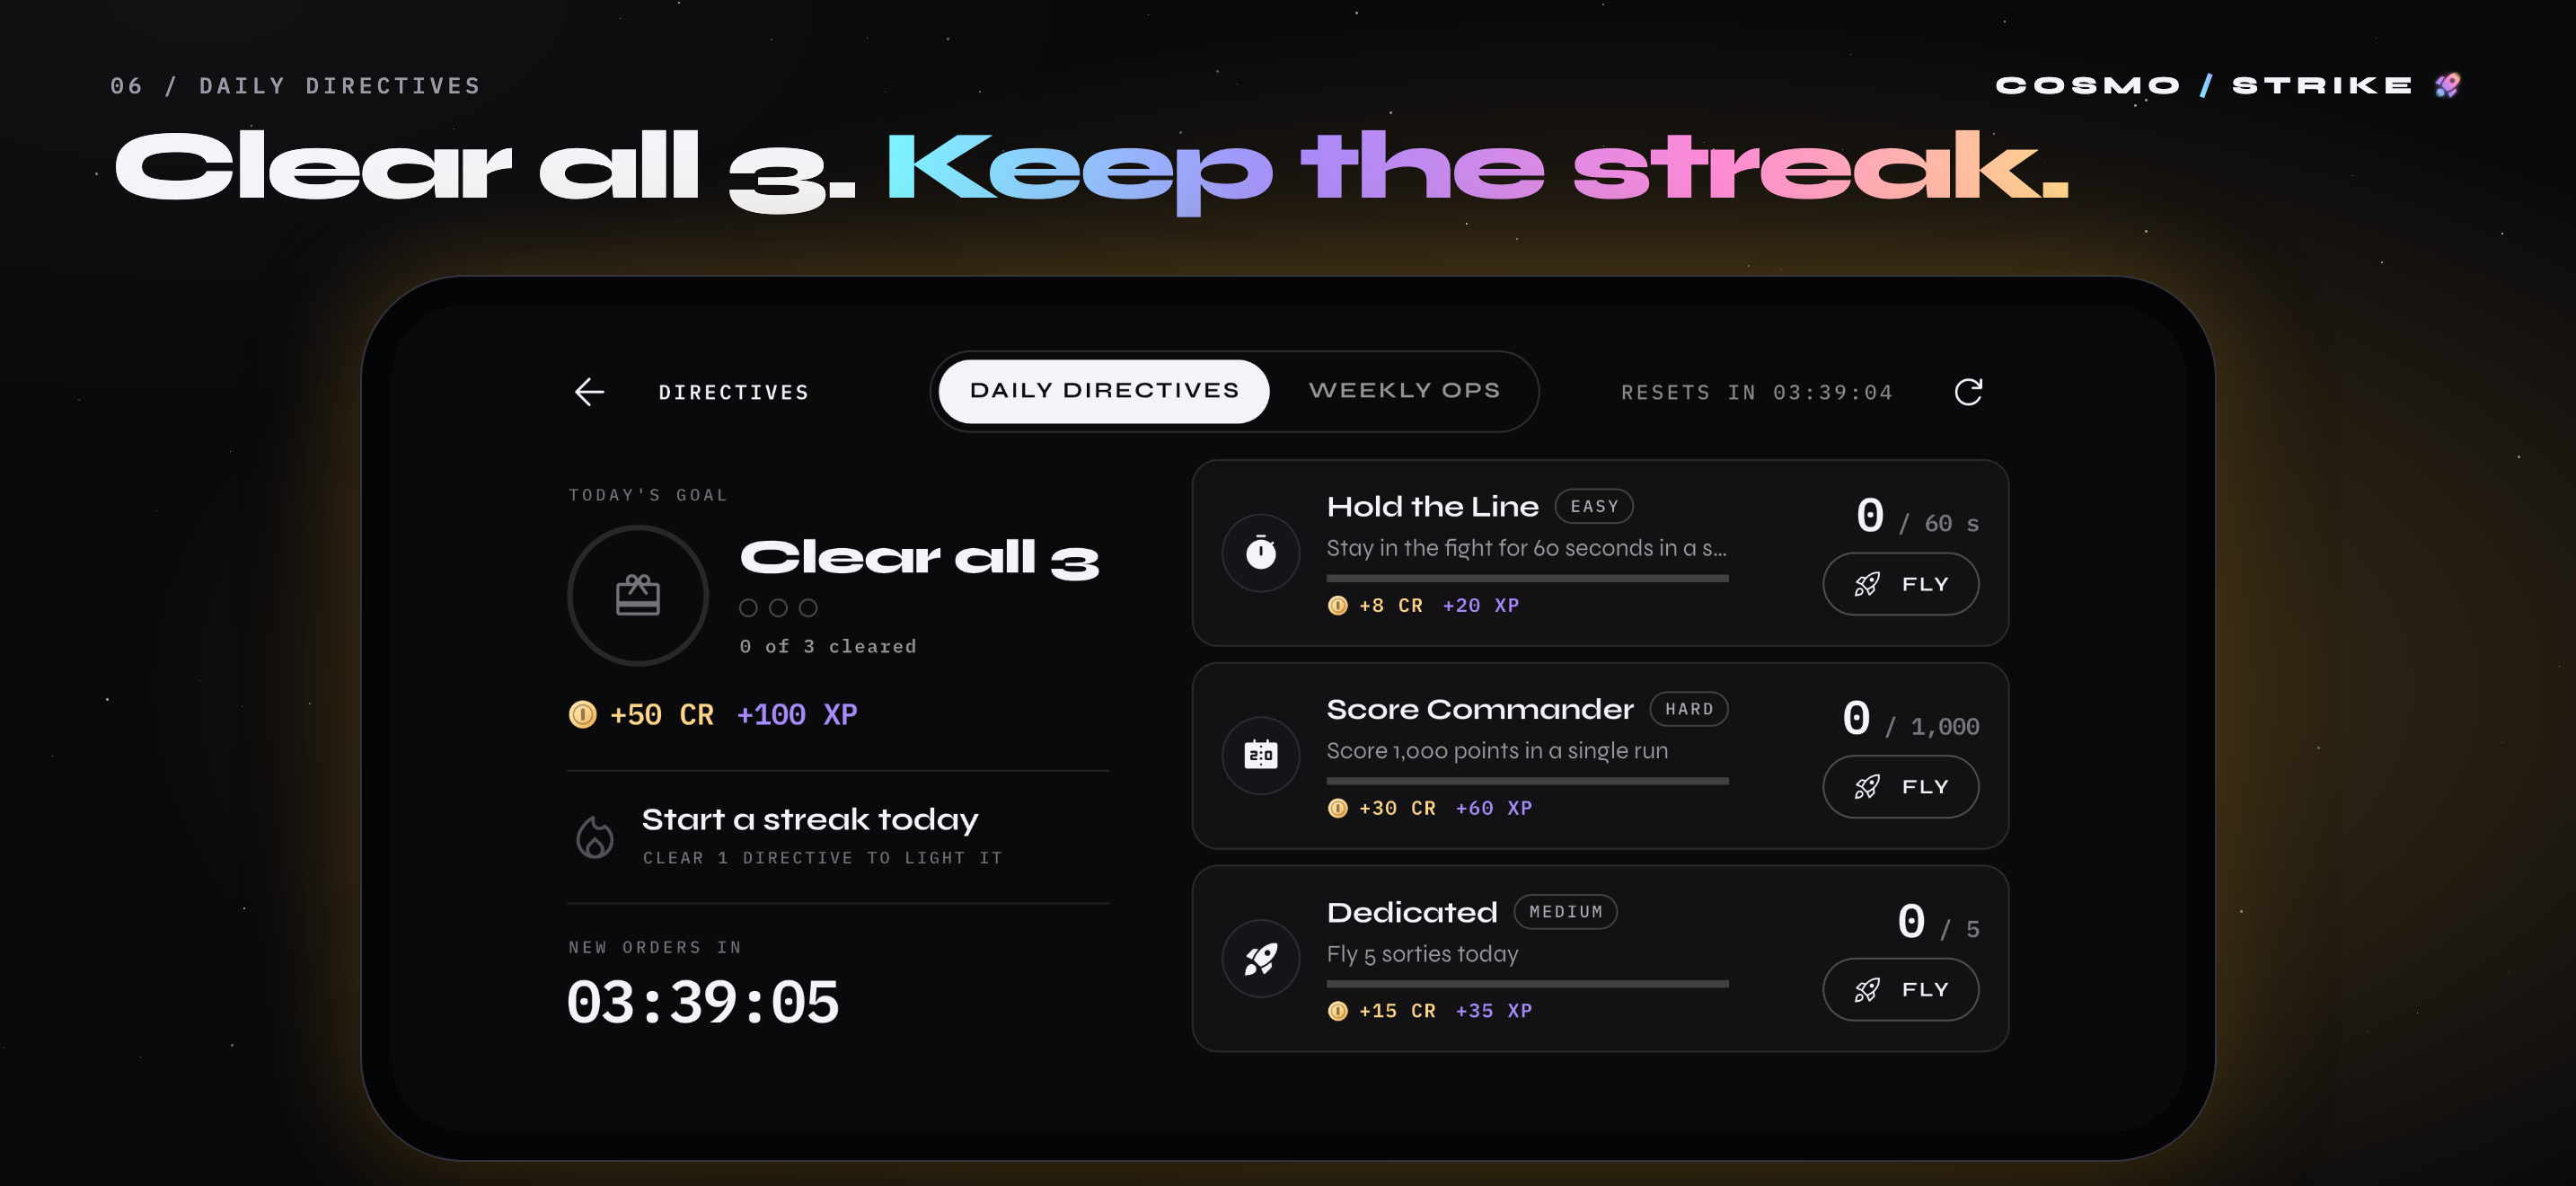 06 / DAILY DIRECTIVES
COSMO / STRIKE
Clear all 3. Keep the streak.
DIRECTIVES
DAILY DIRECTIVES
WEEKLY OPS
RESETS IN 03:39:04
TODAY'S GOAL
Clear all 3
0 of 3 cleared
+50 CR +100 XP
Start a streak today
CLEAR 1 DIRECTIVE TO LIGHT IT
NEW ORDERS IN
03:39:05
Hold the Line EASY
Stay in the fight for 60 seconds in a s...
+8 CR +20 XP
0 / 60 s
FLY
Score Commander HARD
2:0
Score 1,000 points in a single run
+30 CR +60 XP
0 / 1,000
FLY
Dedicated MEDIUM
Fly 5 sorties today
+15 CR +35 XP
0 / 5
FLY